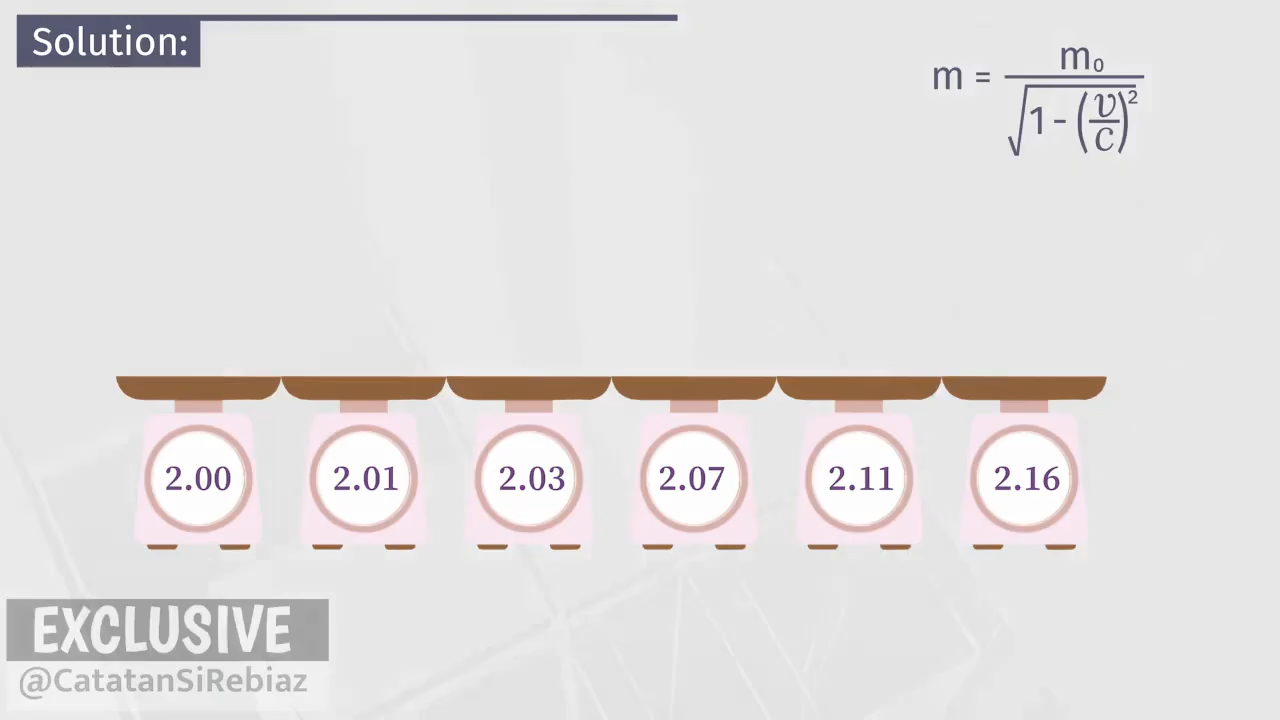 Solution:
m = m₀ / √1 - (v/C)²
2.00 2.01 2.03 2.07 2.11 2.16
EXCLUSIVE
@CatatanSiRebiaz